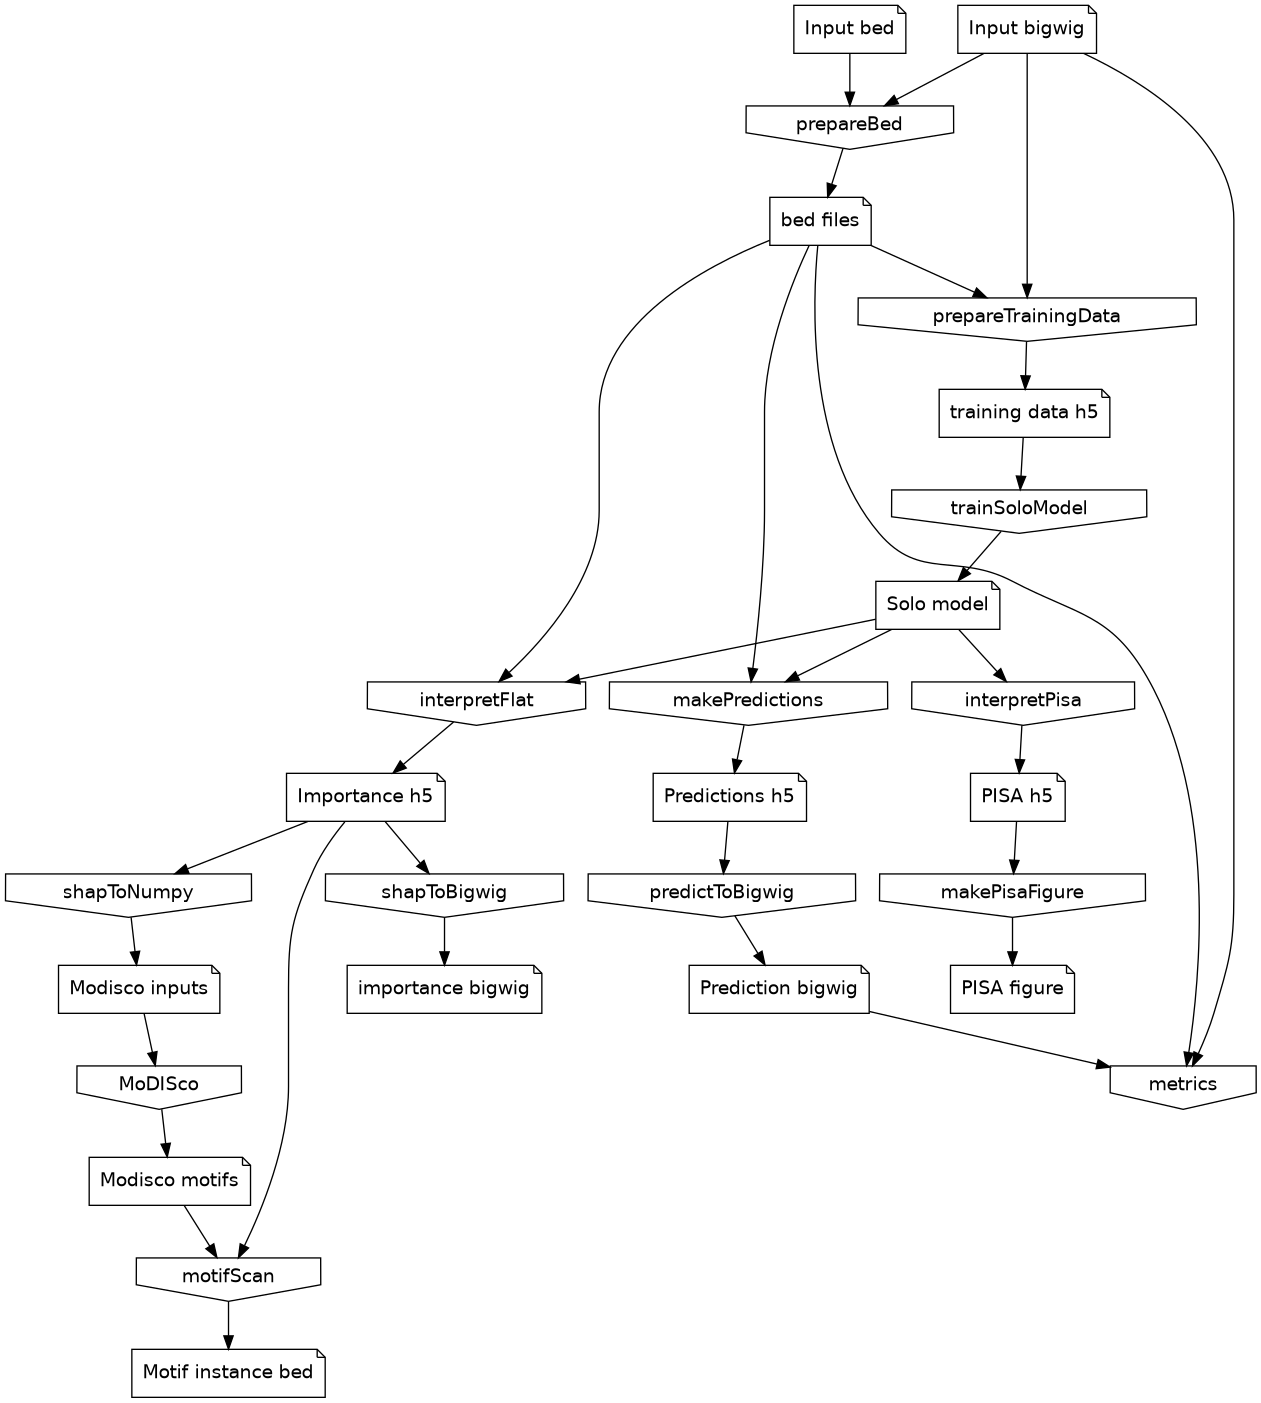 Input bed
Input bigwig
prepareBed
bed files
prepareTrainingData
training data h5
trainSoloModel
Solo model
interpretFlat
makePredictions
interpretPisa
Importance h5
Predictions h5
PISA h5
shapToNumpy
shapToBigwig
predictToBigwig
makePisaFigure
Modisco inputs
importance bigwig
Prediction bigwig
PISA figure
MoDISco
metrics
Modisco motifs
motifScan
Motif instance bed